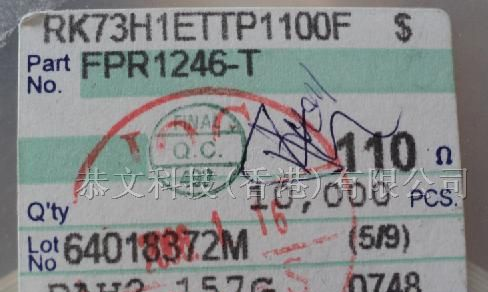 RK73H1ETTP1100F $
Part No. FPR1246-T
FINAL
Q.C.
110 Ω
恭文科技(香港)有限公司
Q'ty 10,000 PCS.
Lot No 64018372M (5/9)
0748